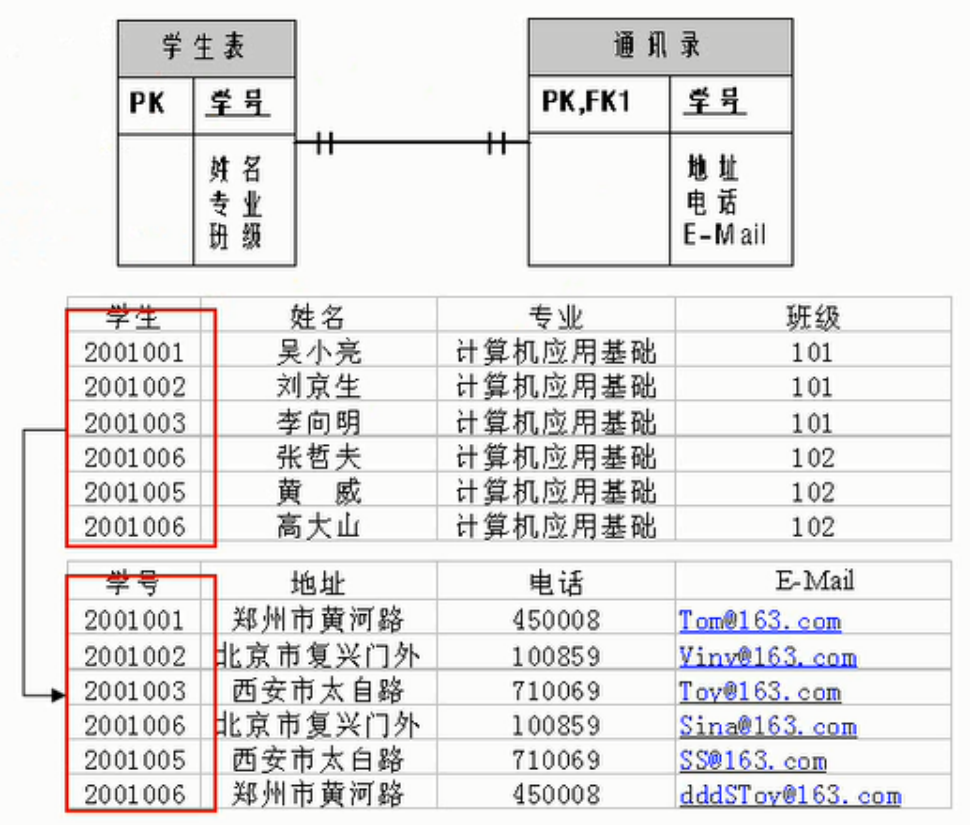 学生表
PK 学号
姓名
专业
班级
通讯录
PK,FK1 学号
地址
电话
E-Mail
学生 姓名 专业 班级
2001001 吴小亮 计算机应用基础 101
2001002 刘京生 计算机应用基础 101
2001003 李向明 计算机应用基础 101
2001006 张哲夫 计算机应用基础 102
2001005 黄 威 计算机应用基础 102
2001006 高大山 计算机应用基础 102
学号 地址 电话 E-Mail
2001001 郑州市黄河路 450008 Tom@163.com
2001002 北京市复兴门外 100859 Yiny@163.com
2001003 西安市太白路 710069 Toy@163.com
2001006 北京市复兴门外 100859 Sina@163.com
2001005 西安市太白路 710069 SS@163.com
2001006 郑州市黄河路 450008 dddSToy@163.com